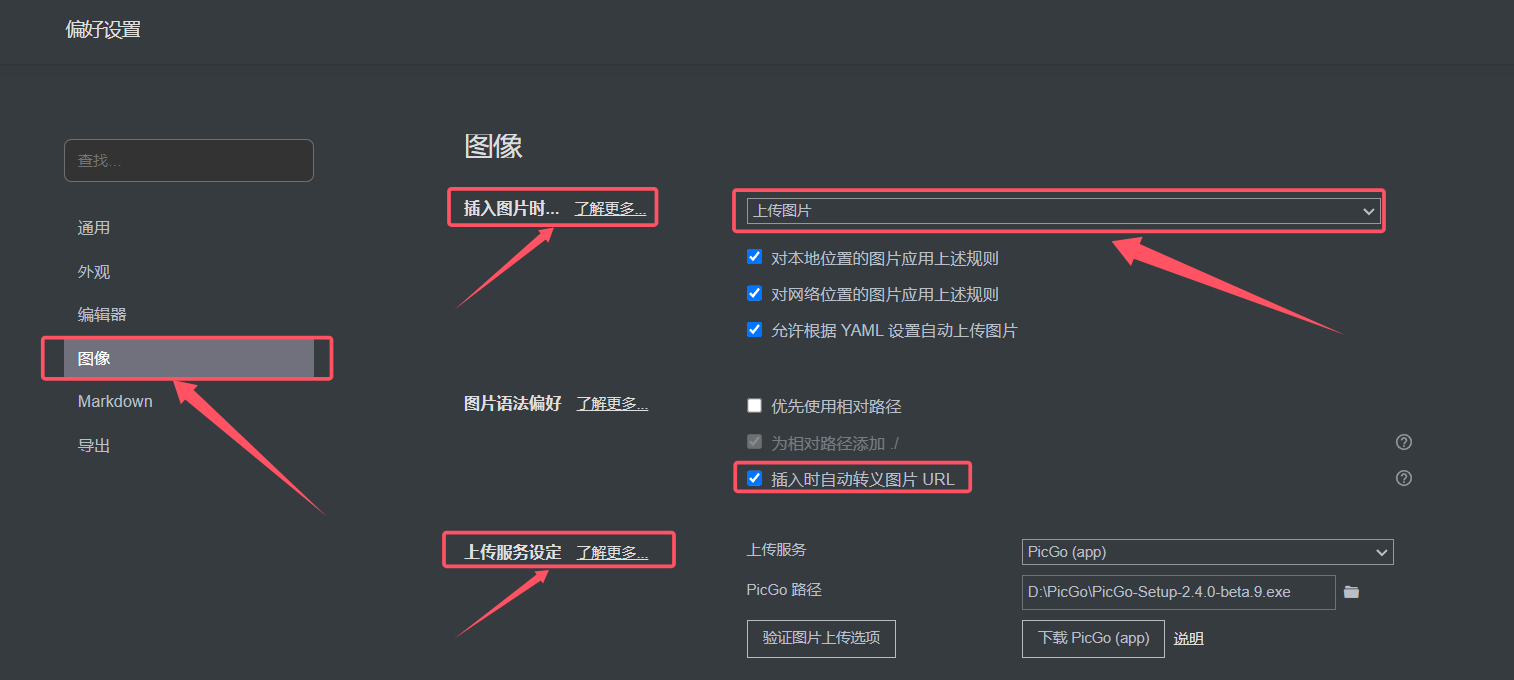 偏好设置
查找...
通用
外观
编辑器
图像
Markdown
导出
图像
插入图片时... 了解更多... 上传图片
对本地位置的图片应用上述规则
对网络位置的图片应用上述规则
允许根据 YAML 设置自动上传图片
图片语法偏好 了解更多... 优先使用相对路径
为相对路径添加 ./
插入时自动转义图片 URL
上传服务设定 了解更多... 上传服务 PicGo (app)
PicGo 路径 D:\PicGo\PicGo-Setup-2.4.0-beta.9.exe
验证图片上传选项 下载 PicGo (app) 说明